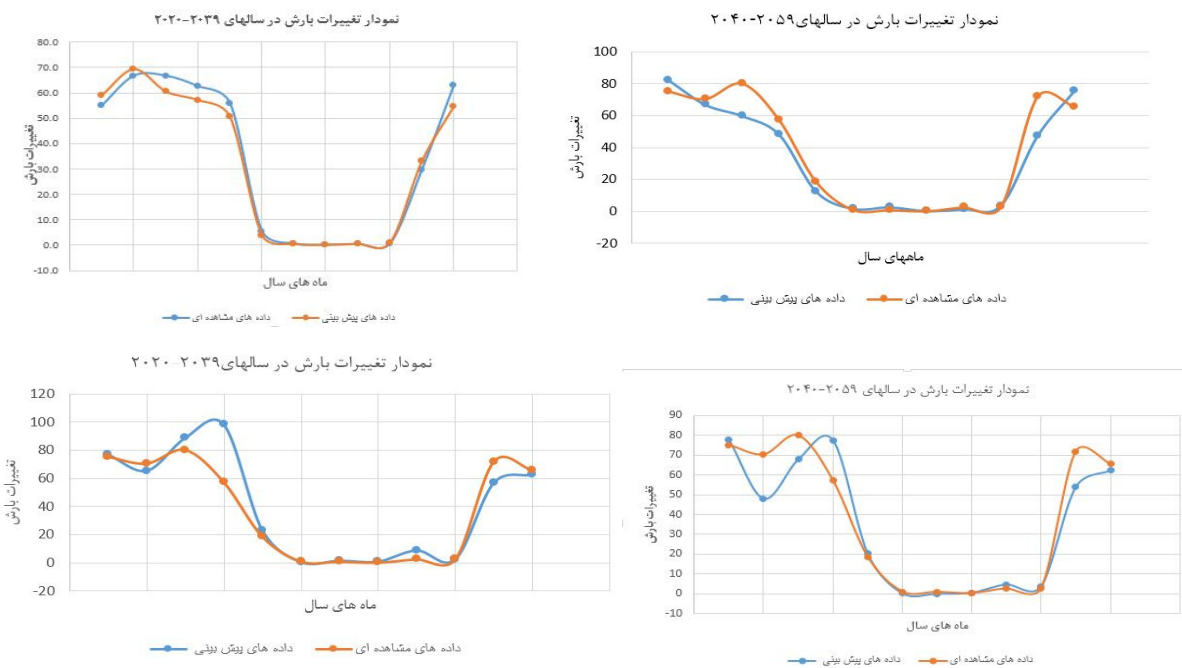 نمودار تغییرات بارش در سالهای ۲۰۳۹-۲۰۲۰
80.0
70.0
60.0
50.0
40.0
30.0
20.0
10.0
0.0
-10.0
تغییرات بارش
ماه های سال
داده های مشاهده ای
داده های پیش بینی
نمودار تغییرات بارش در سالهای۲۰۵۹-۲۰۴۰
100
80
60
40
20
0
-20
تغییرات بارش
ماههای سال
داده های پیش بینی
داده های مشاهده ای
نمودار تغییرات بارش در سالهای۲۰۳۹-۲۰۲۰
120
100
80
60
40
20
0
-20
تغییرات بارش
ماه های سال
داده های پیش بینی
داده های مشاهده ای
نمودار تغییرات بارش در سالهای ۲۰۵۹-۲۰۴۰
90
80
70
60
50
40
30
20
10
0
-10
تغییرات بارش
ماه های سال
داده های پیش بینی
داده های مشاهده ای